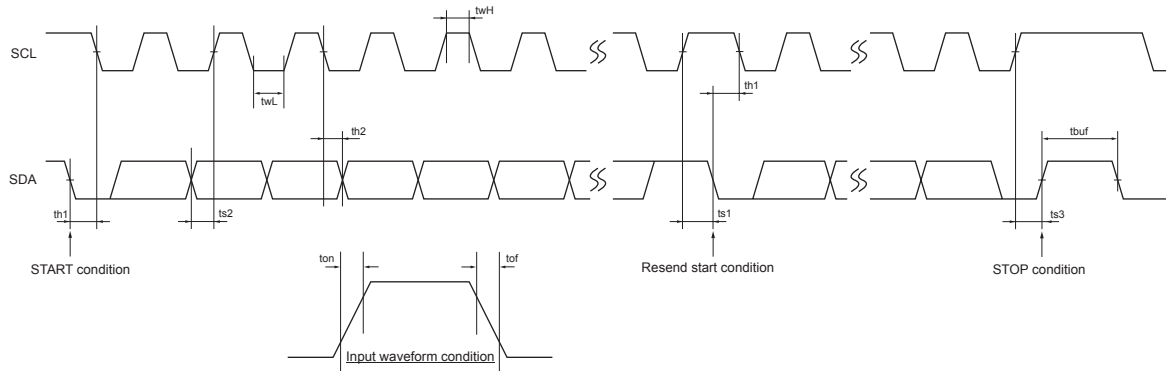 twH
SCL
th1
twL
th2
tbuf
SDA
th1
ts2
ts1
ts3
START condition
ton
tof
Resend start condition
STOP condition
Input waveform condition